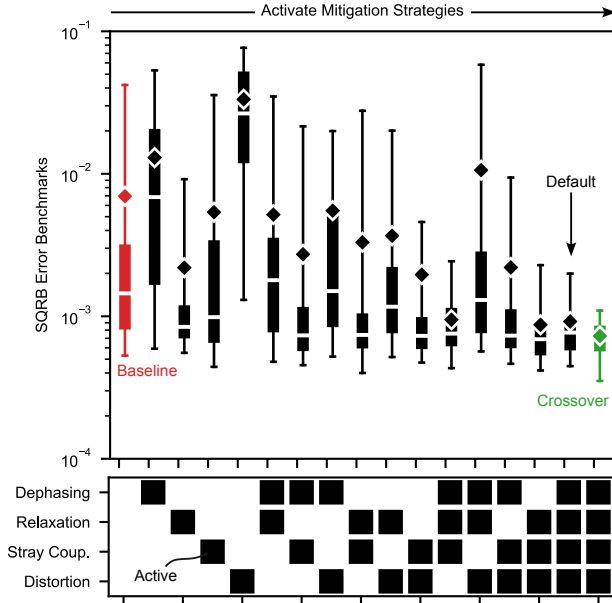 Activate Mitigation Strategies
10−1
10−2
10−3
10−4
SQRB Error Benchmarks
Default
Baseline
Crossover
Dephasing
Relaxation
Stray Coup.
Distortion
Active